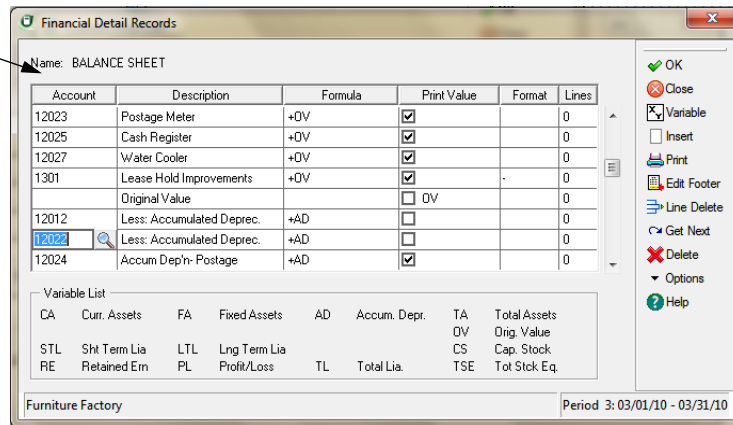 Financial Detail Records
Name: BALANCE SHEET
Account Description Formula Print Value Format Lines
12023 Postage Meter +OV 0
12025 Cash Register +OV 0
12027 Water Cooler +OV 0
1301 Lease Hold Improvements +OV - 0
Original Value OV 0
12012 Less: Accumulated Deprec. +AD 0
12022 Less: Accumulated Deprec. +AD 0
12024 Accum Dep'n- Postage +AD 0
Variable List
CA Curr. Assets FA Fixed Assets AD Accum. Depr. TA Total Assets
OV Orig. Value
STL Sht Term Lia LTL Lng Term Lia CS Cap. Stock
RE Retained Ern PL Profit/Loss TL Total Lia. TSE Tot Stck Eq.
Furniture Factory Period 3: 03/01/10 - 03/31/10
OK
Close
Variable
Insert
Print
Edit Footer
Line Delete
Get Next
Delete
Options
Help